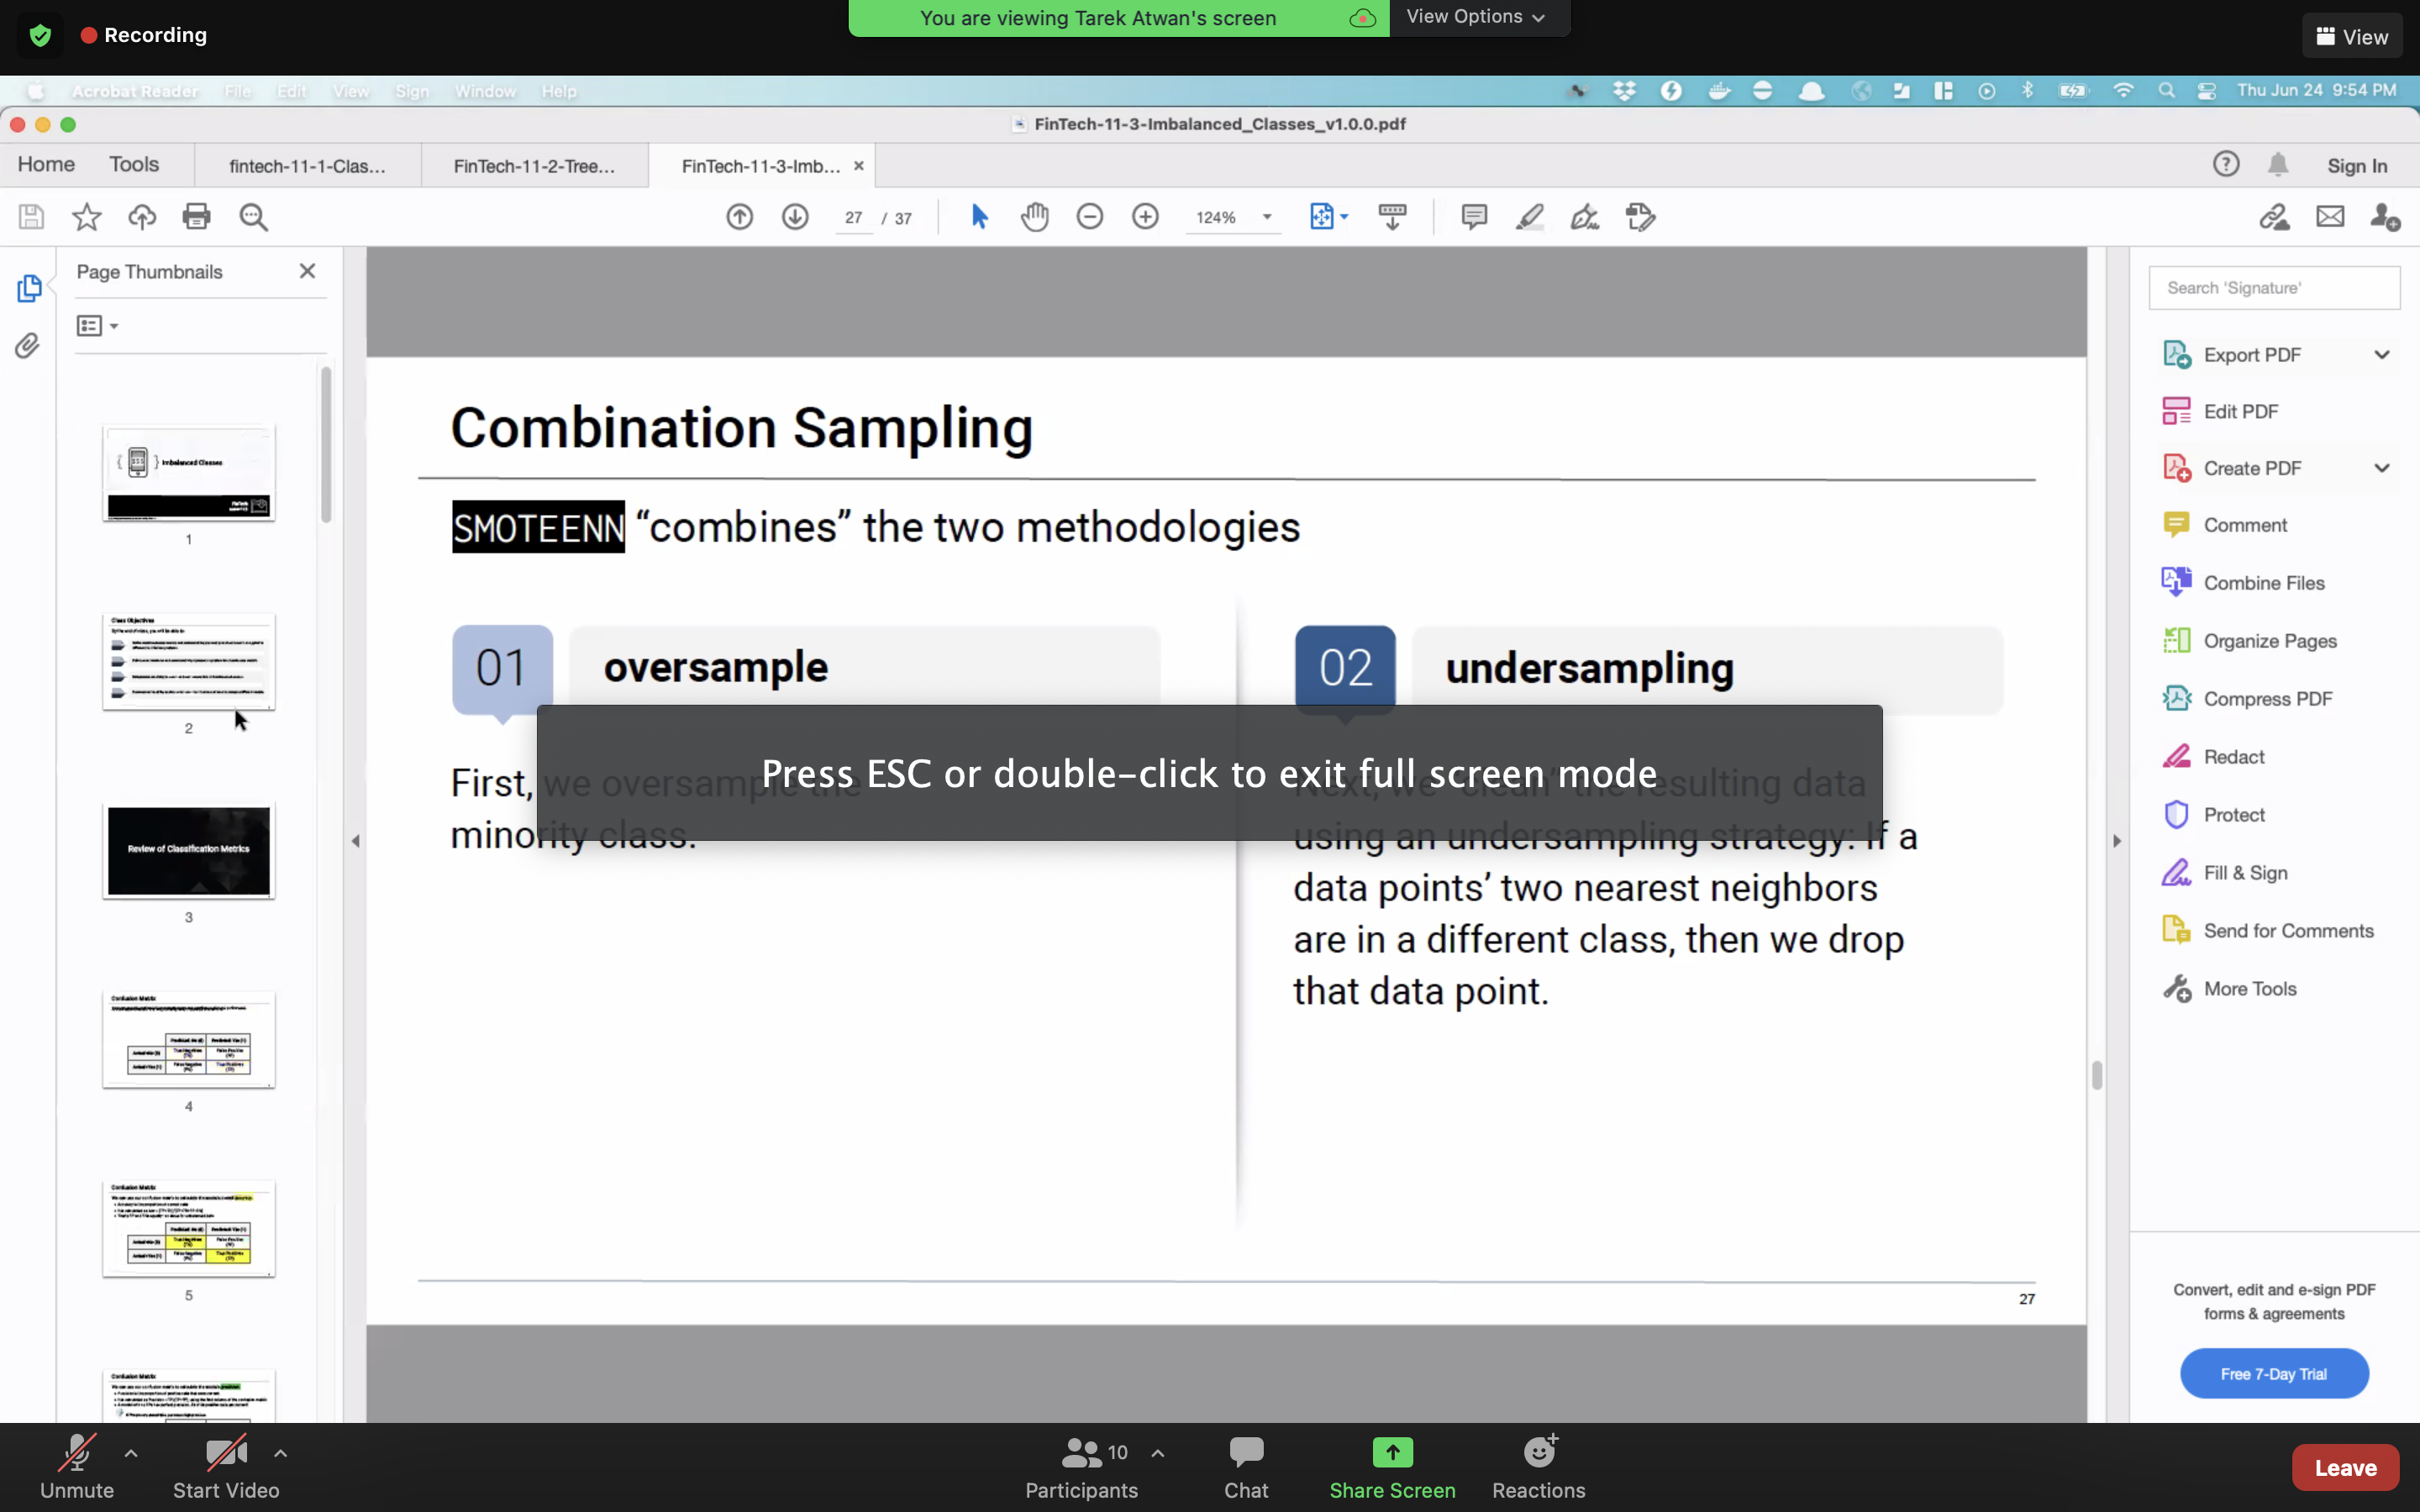 Recording
You are viewing Tarek Atwan's screen
View Options
View
Acrobat Reader File Edit View Sign Window Help
Thu Jun 24 9:54 PM
FinTech-11-3-Imbalanced_Classes_v1.0.0.pdf
Home Tools fintech-11-1-Clas... FinTech-11-2-Tree... FinTech-11-3-Imb...
Sign In
27 / 37
124%
Page Thumbnails
Imbalanced Classes
1
Class Objectives
2
Review of Classification Metrics
3
Confusion Matrix
4
Confusion Matrix
5
Confusion Matrix
Combination Sampling
SMOTEENN “combines” the two methodologies
01 oversample
First, we oversample the
minority class.
02 undersampling
Next, we “clean” the resulting data
using an undersampling strategy: If a
data points’ two nearest neighbors
are in a different class, then we drop
that data point.
Press ESC or double-click to exit full screen mode
27
Search 'Signature'
Export PDF
Edit PDF
Create PDF
Comment
Combine Files
Organize Pages
Compress PDF
Redact
Protect
Fill & Sign
Send for Comments
More Tools
Convert, edit and e-sign PDF
forms & agreements
Free 7-Day Trial
Unmute
Start Video
10
Participants
Chat
Share Screen
Reactions
Leave